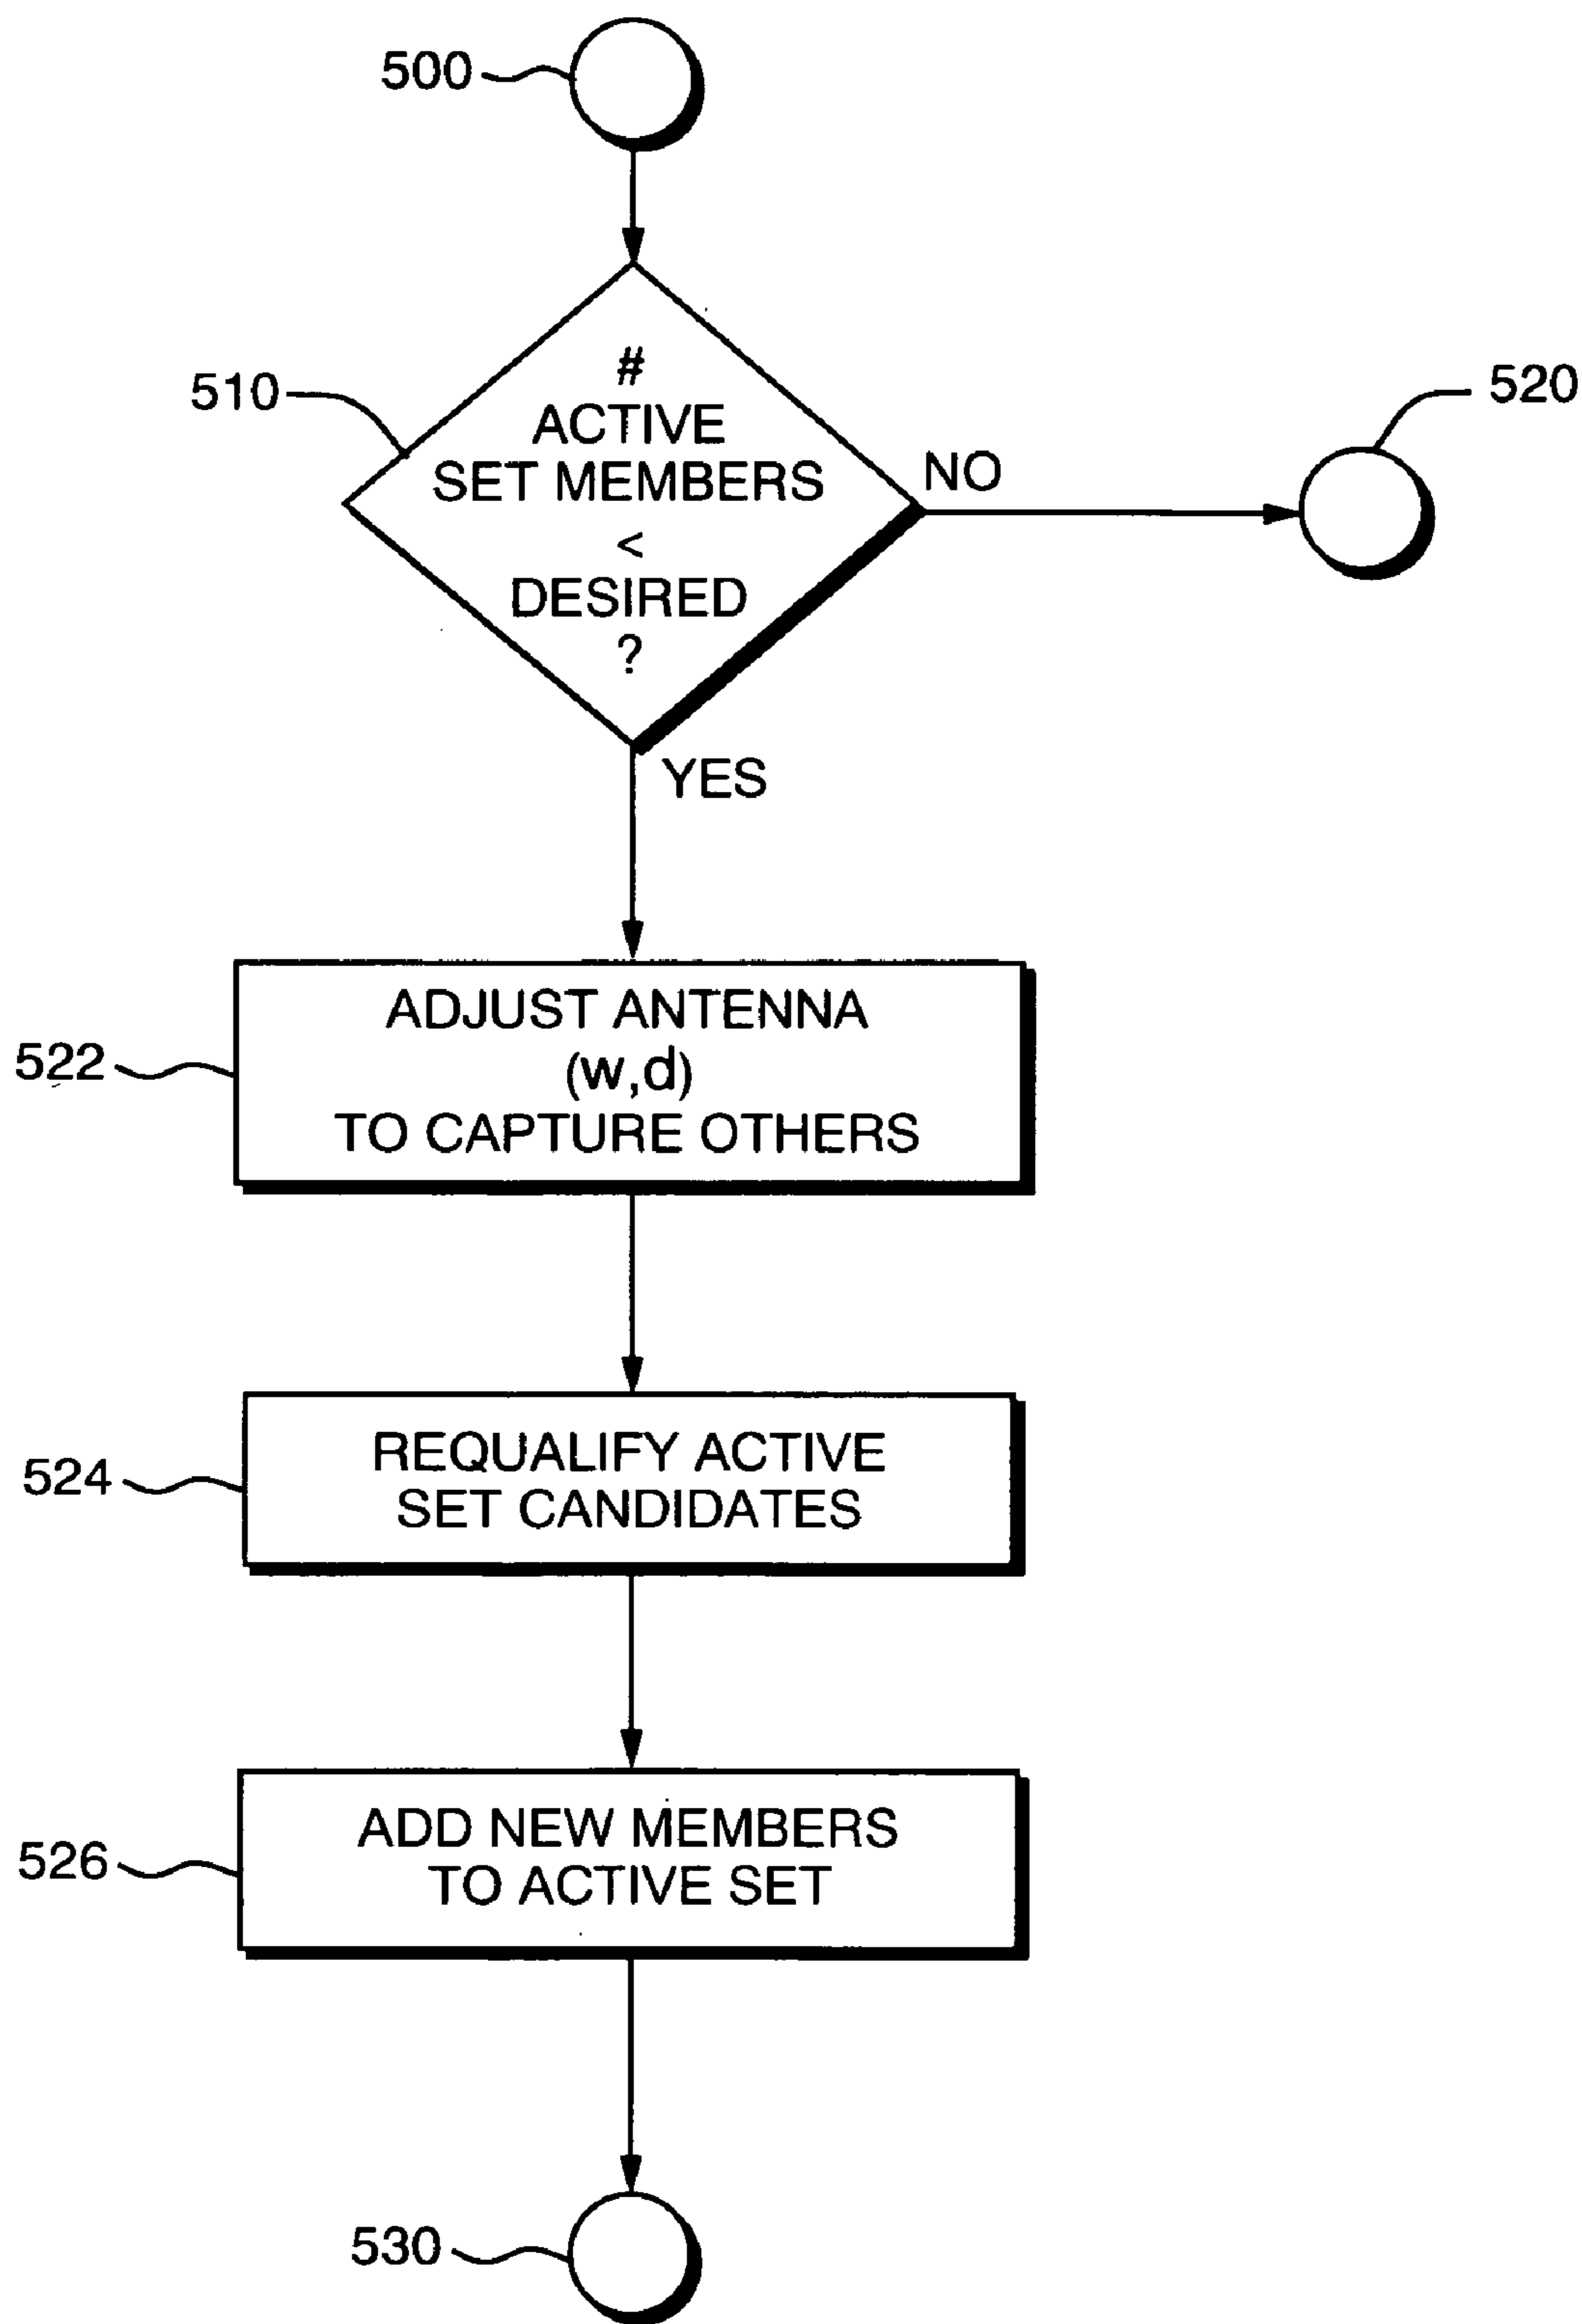 500
510
#
ACTIVE
SET MEMBERS
<
DESIRED
?
NO
520
YES
522
ADJUST ANTENNA
(w,d)
TO CAPTURE OTHERS
524
REQUALIFY ACTIVE
SET CANDIDATES
526
ADD NEW MEMBERS
TO ACTIVE SET
530